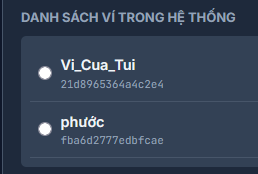 DANH SÁCH VÍ TRONG HỆ THỐNG
Vi_Cua_Tui
21d8965364a4c2e4
phước
fba6d2777edbfcae